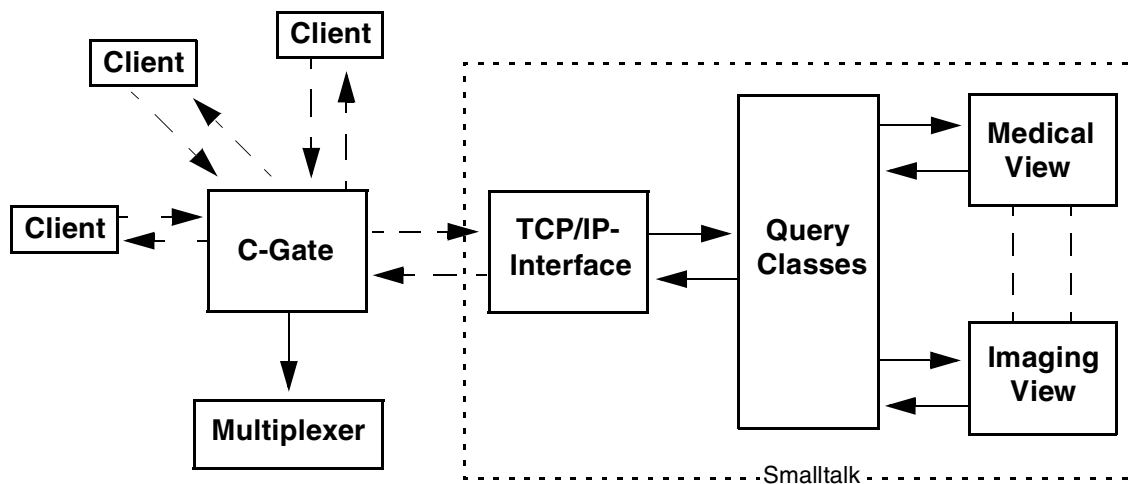 Client
Client
Client
C-Gate
Multiplexer
TCP/IP-
Interface
Query
Classes
Medical
View
Imaging
View
Smalltalk